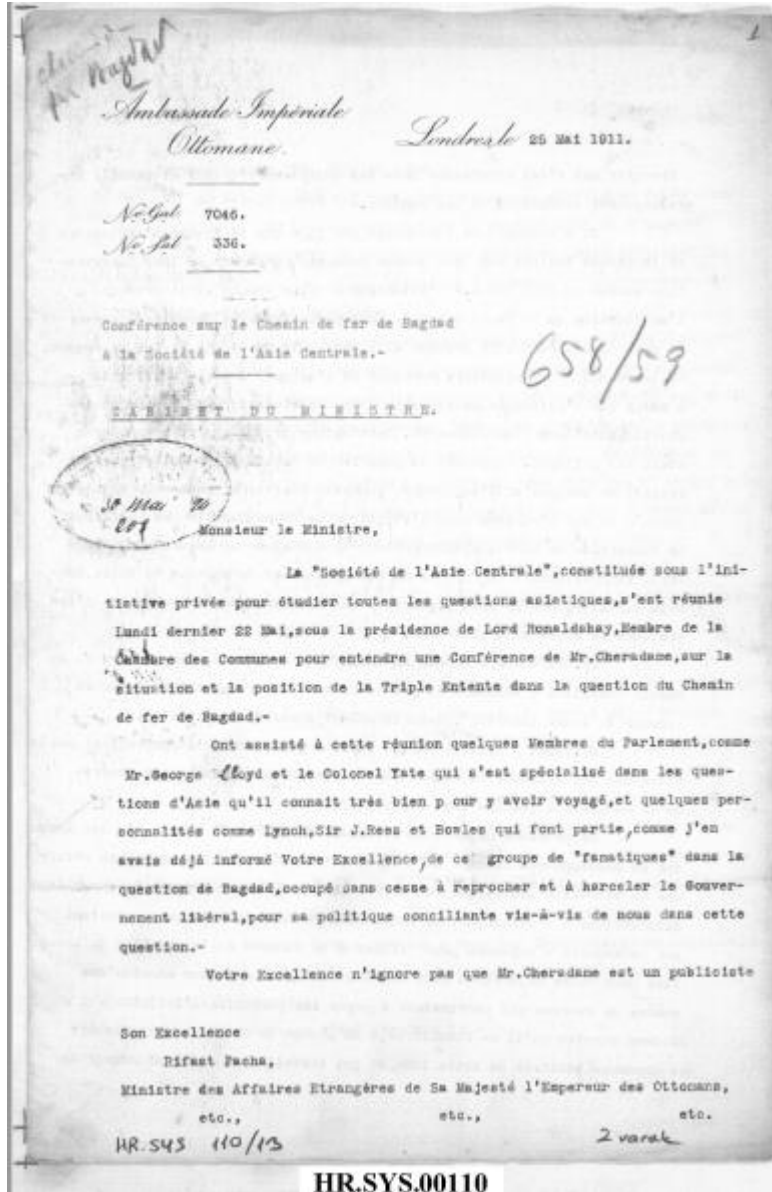 1
Bagdad
Ambassade Impériale
Ottomane.
Londres, le 25 Mai 1911.
No Gal 7046.
No Sal 336.
Conférence sur le Chemin de fer de Bagdad
à la Société de l'Asie Centrale.-
658/59
CABINET DU MINISTRE.
30 Mai
201
Monsieur le Ministre,
La "Société de l'Asie Centrale",constituée sous l'ini-
tiative privée pour étudier toutes les questions asiatiques,s'est réunie
Lundi dernier 22 Mai,sous la présidence de Lord Ronaldshay,Membre de la
Chambre des Communes pour entendre une Conférence de Mr.Cheradame,sur la
situation et la position de la Triple Entente dans la question du Chemin
de fer de Bagdad.-
Ont assisté à cette réunion quelques Membres du Parlement,comme
Mr.George Lloyd et le Colonel Yate qui s'est spécialisé dans les ques-
tions d'Asie qu'il connait très bien p our y avoir voyagé,et quelques per-
sonnalités comme Lynch,Sir J.Rees et Bowles qui font partie,comme j'en
avais déjà informé Votre Excellence,de ce groupe de "fanatiques" dans la
question de Bagdad,occupé sans cesse à reprocher et à harceler le Gouver-
nement libéral,pour sa politique conciliante vis-à-vis de nous dans cette
question.-
Votre Excellence n'ignore pas que Mr.Cheradame est un publiciste
Son Excellence
Rifaat Pacha,
Ministre des Affaires Etrangères de Sa Majesté l'Empereur des Ottomans,
etc., etc., etc.
HR.SYS 110/13
2 varak
HR.SYS.00110